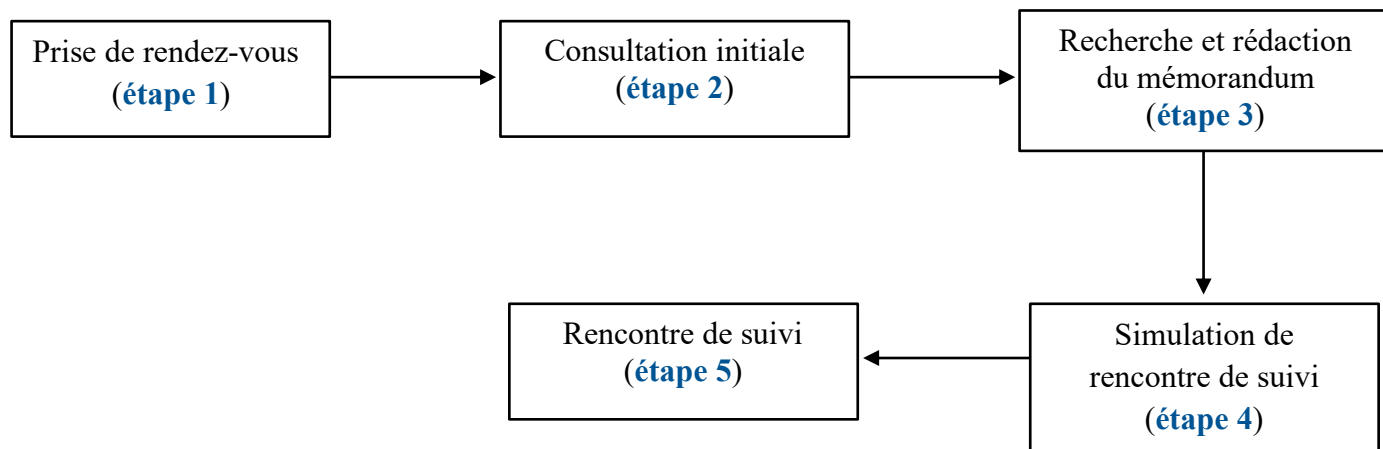 Prise de rendez-vous
(étape 1)
Consultation initiale
(étape 2)
Recherche et rédaction
du mémorandum
(étape 3)
Simulation de
rencontre de suivi
(étape 4)
Rencontre de suivi
(étape 5)